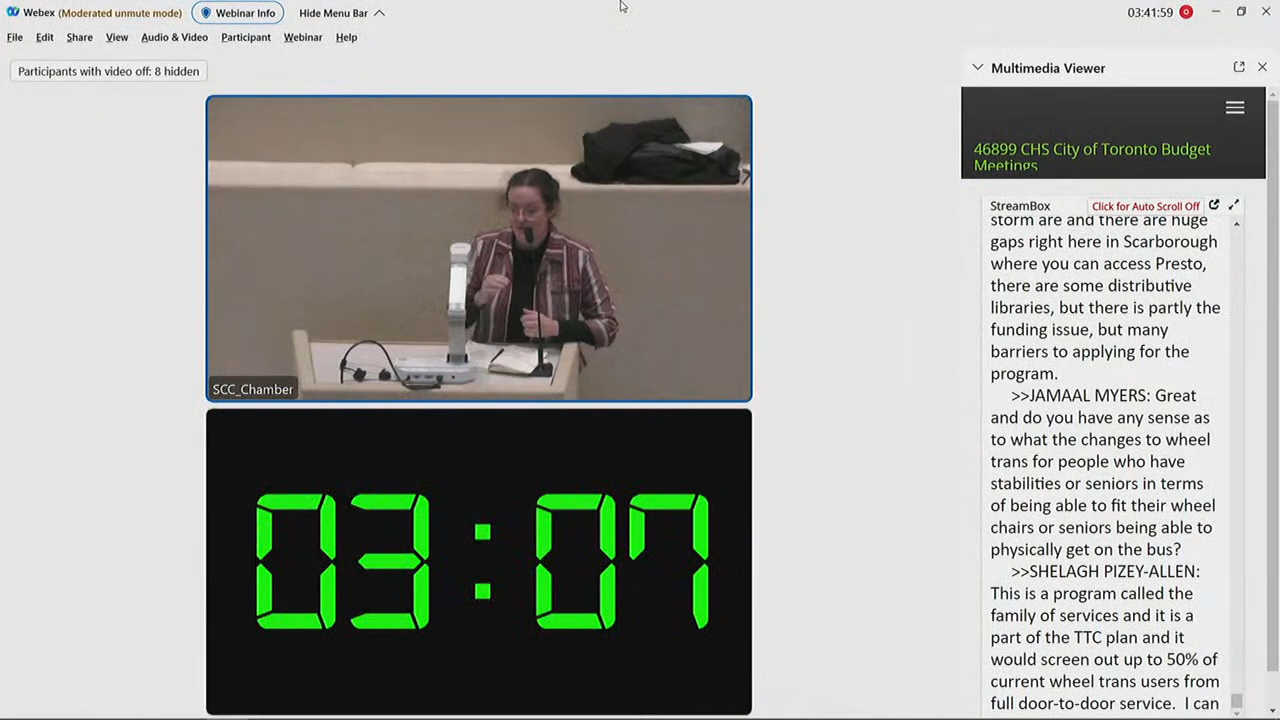 Webex (Moderated unmute mode) Webinar Info Hide Menu Bar 03:41:59
File Edit Share View Audio & Video Participant Webinar Help
Participants with video off: 8 hidden
SCC_Chamber
03:07
Multimedia Viewer
46899 CHS City of Toronto Budget
Meetings
StreamBox Click for Auto Scroll Off
storm are and there are huge
gaps right here in Scarborough
where you can access Presto,
there are some distributive
libraries, but there is partly the
funding issue, but many
barriers to applying for the
program.
>>JAMAAL MYERS: Great
and do you have any sense as
to what the changes to wheel
trans for people who have
stabilities or seniors in terms
of being able to fit their wheel
chairs or seniors being able to
physically get on the bus?
>>SHELAGH PIZEY-ALLEN:
This is a program called the
family of services and it is a
part of the TTC plan and it
would screen out up to 50% of
current wheel trans users from
full door-to-door service. I can